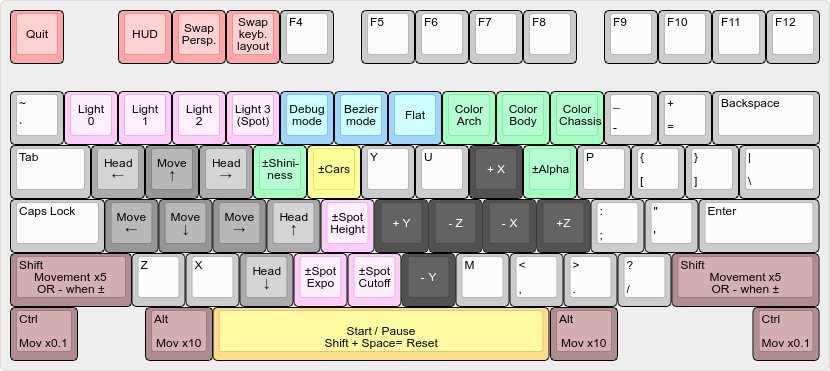 Quit
HUD
Swap
Persp.
Swap
keyb.
layout
F4
F5
F6
F7
F8
F9
F10
F11
F12
~
`
Light
0
Light
1
Light
2
Light 3
(Spot)
Debug
mode
Bezier
mode
Flat
Color
Arch
Color
Body
Color
Chassis
_
-
+
=
Backspace
Tab
Head
←
Move
↑
Head
→
±Shini-
ness
±Cars
Y
U
+ X
±Alpha
P
{
[
}
]
|
\
Caps Lock
Move
←
Move
↓
Move
→
Head
↑
±Spot
Height
+ Y
- Z
- X
+Z
:
;
"
'
Enter
Shift
Movement x5
OR - when ±
Z
X
Head
↓
±Spot
Expo
±Spot
Cutoff
- Y
M
<
,
>
.
?
/
Shift
Movement x5
OR - when ±
Ctrl
Mov x0.1
Alt
Mov x10
Start / Pause
Shift + Space= Reset
Alt
Mov x10
Ctrl
Mov x0.1